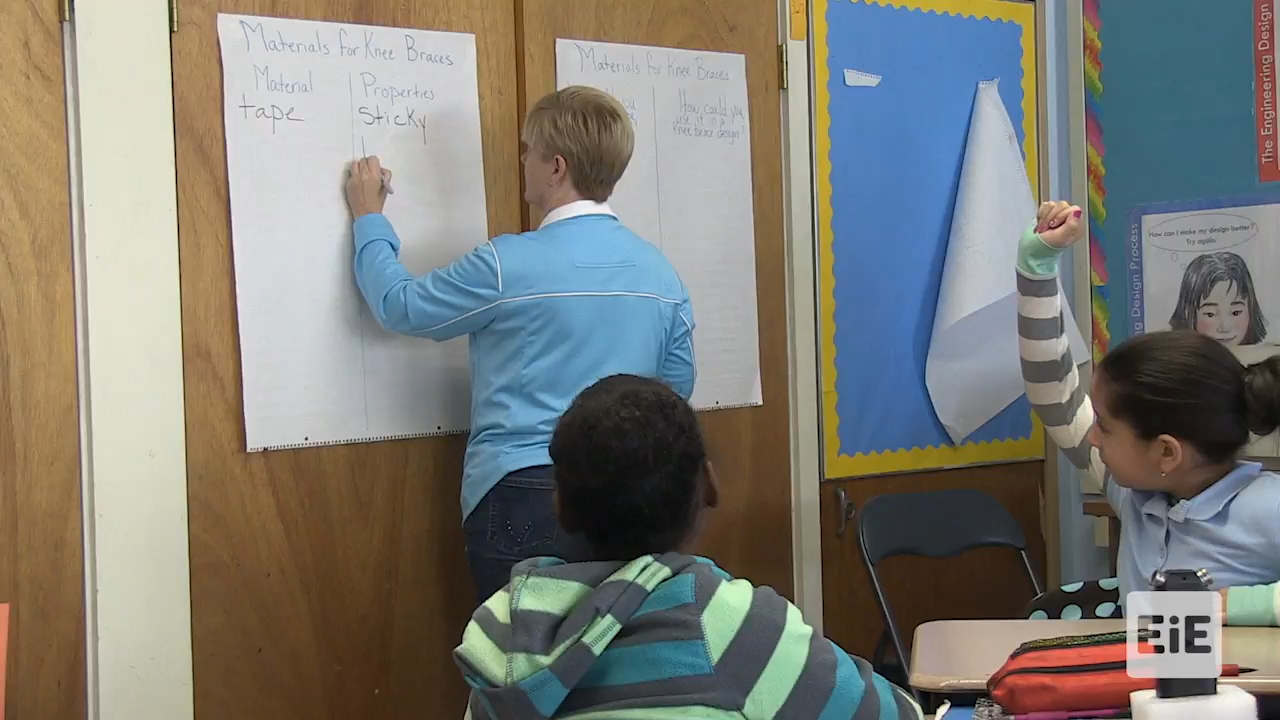 Materials for Knee Braces
Material Properties
tape sticky
Materials for Knee Braces
How could you
use it in a
knee brace design?
The Engineering Design
Design Process
How can I make my design better?
Try again.
EiE